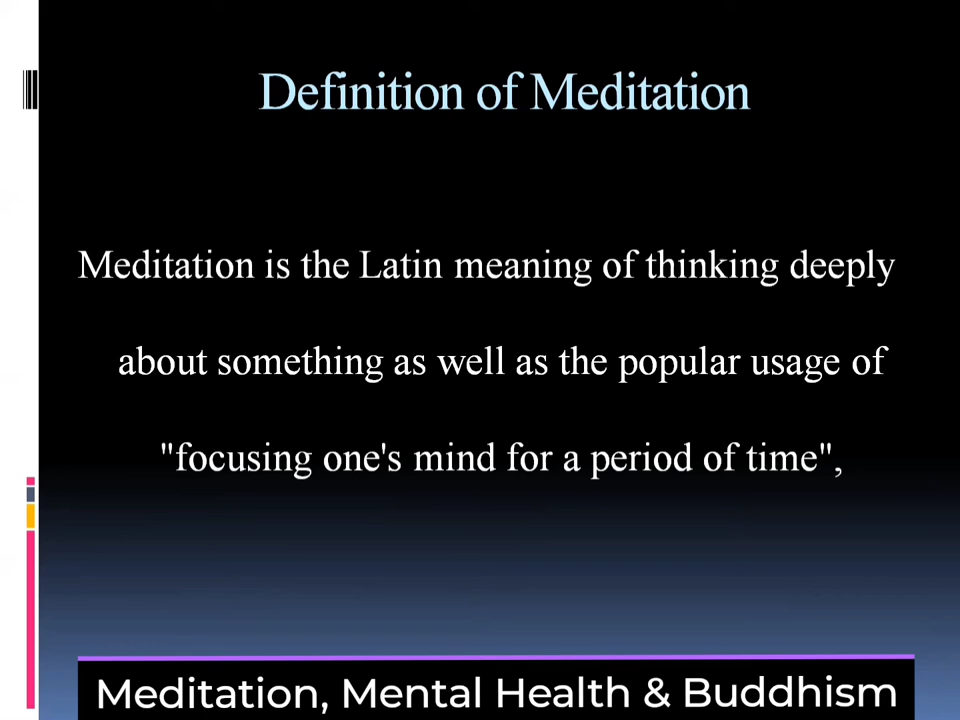 Definition of Meditation
Meditation is the Latin meaning of thinking deeply
about something as well as the popular usage of
"focusing one's mind for a period of time",
Meditation, Mental Health & Buddhism